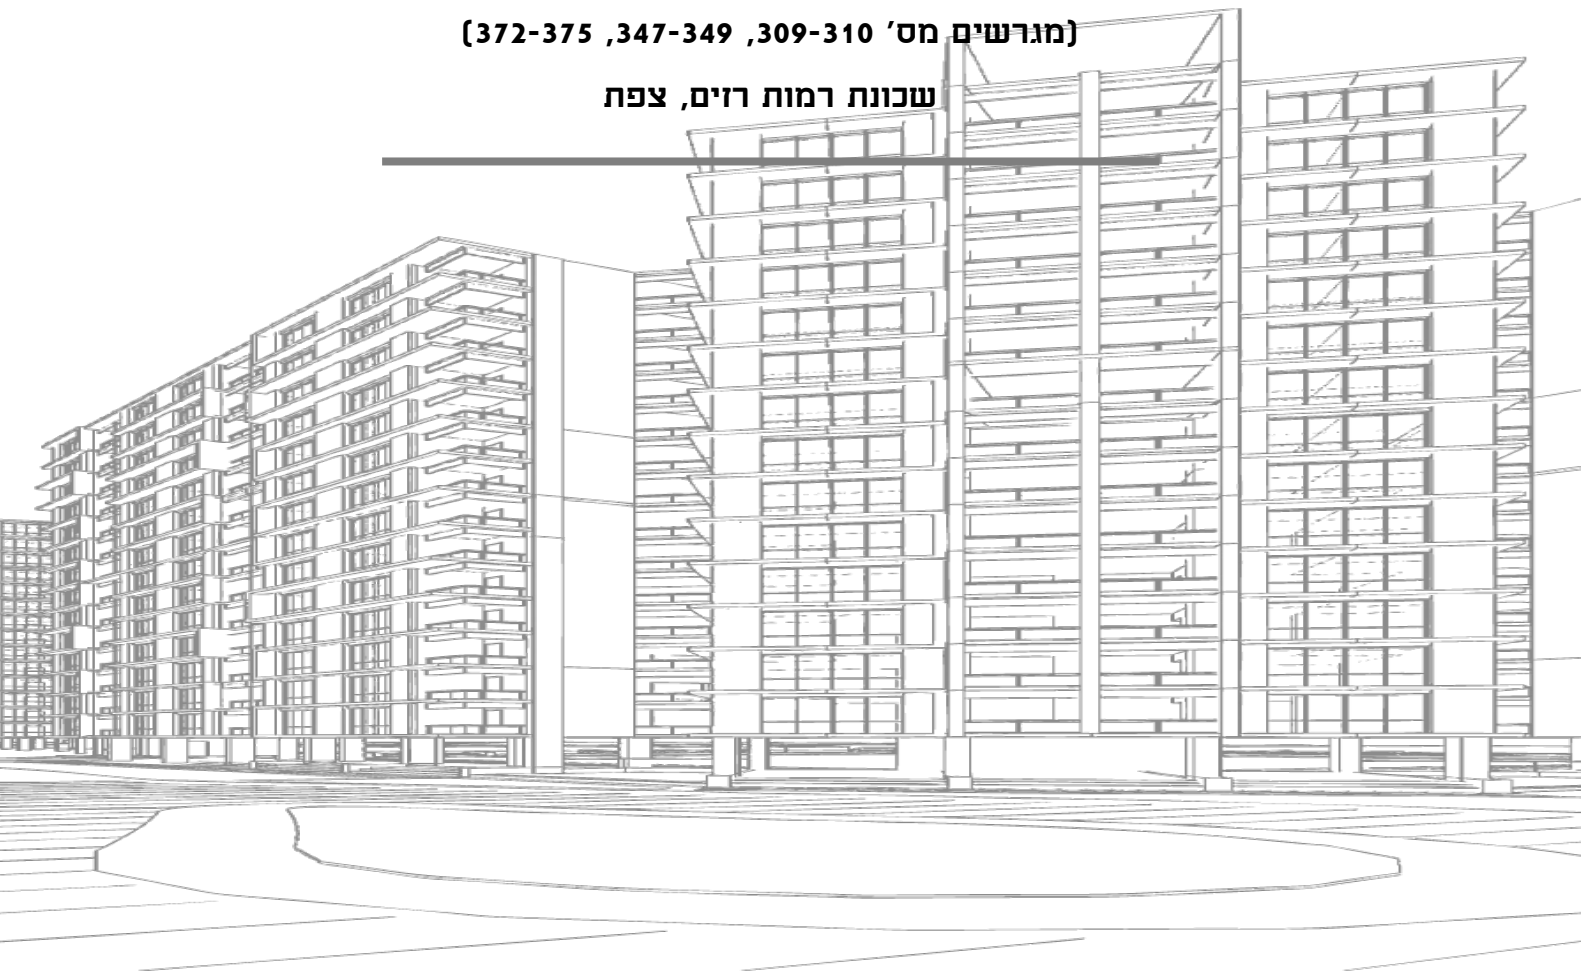 (מגרשים מס' 309-310, 347-349, 372-375)
שכונת רמות רזים, צפת